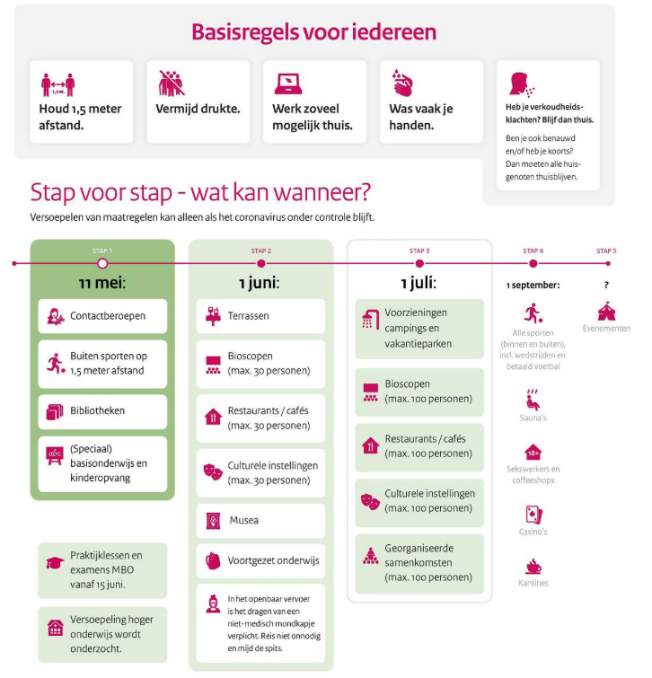 Basisregels voor iedereen
1,5 M.
Houd 1,5 meter
afstand.
Vermijd drukte.
Werk zoveel
mogelijk thuis.
Was vaak je
handen.
Heb je verkoudheids-
klachten? Blijf dan thuis.
Ben je ook benauwd
en/of heb je koorts?
Dan moeten alle huis-
genoten thuisblijven.
Stap voor stap - wat kan wanneer?
Versoepelen van maatregelen kan alleen als het coronavirus onder controle blijft.
STAP 1
11 mei:
Contactberoepen
Buiten sporten op
1,5 meter afstand
Bibliotheken
(Speciaal)
basisonderwijs en
kinderopvang
Praktijklessen en
examens MBO
vanaf 15 juni.
Versoepeling hoger
onderwijs wordt
onderzocht.
STAP 2
1 juni:
Terrassen
Bioscopen
(max. 30 personen)
Restaurants / cafés
(max. 30 personen)
Culturele instellingen
(max. 30 personen)
Musea
Voortgezet onderwijs
In het openbaar vervoer
is het dragen van een
niet-medisch mondkapje
verplicht. Reis niet onnodig
en mijd de spits.
STAP 3
1 juli:
Voorzieningen
campings en
vakantieparken
Bioscopen
(max. 100 personen)
Restaurants / cafés
(max. 100 personen)
Culturele instellingen
(max. 100 personen)
Georganiseerde
samenkomsten
(max. 100 personen)
STAP 4
1 september:
Alle sporten
(binnen en buiten),
incl. wedstrijden en
betaald voetbal
Sauna's
18+
Sekswerkers en
coffeeshops
Casino's
Kantines
STAP 5
?
Evenementen